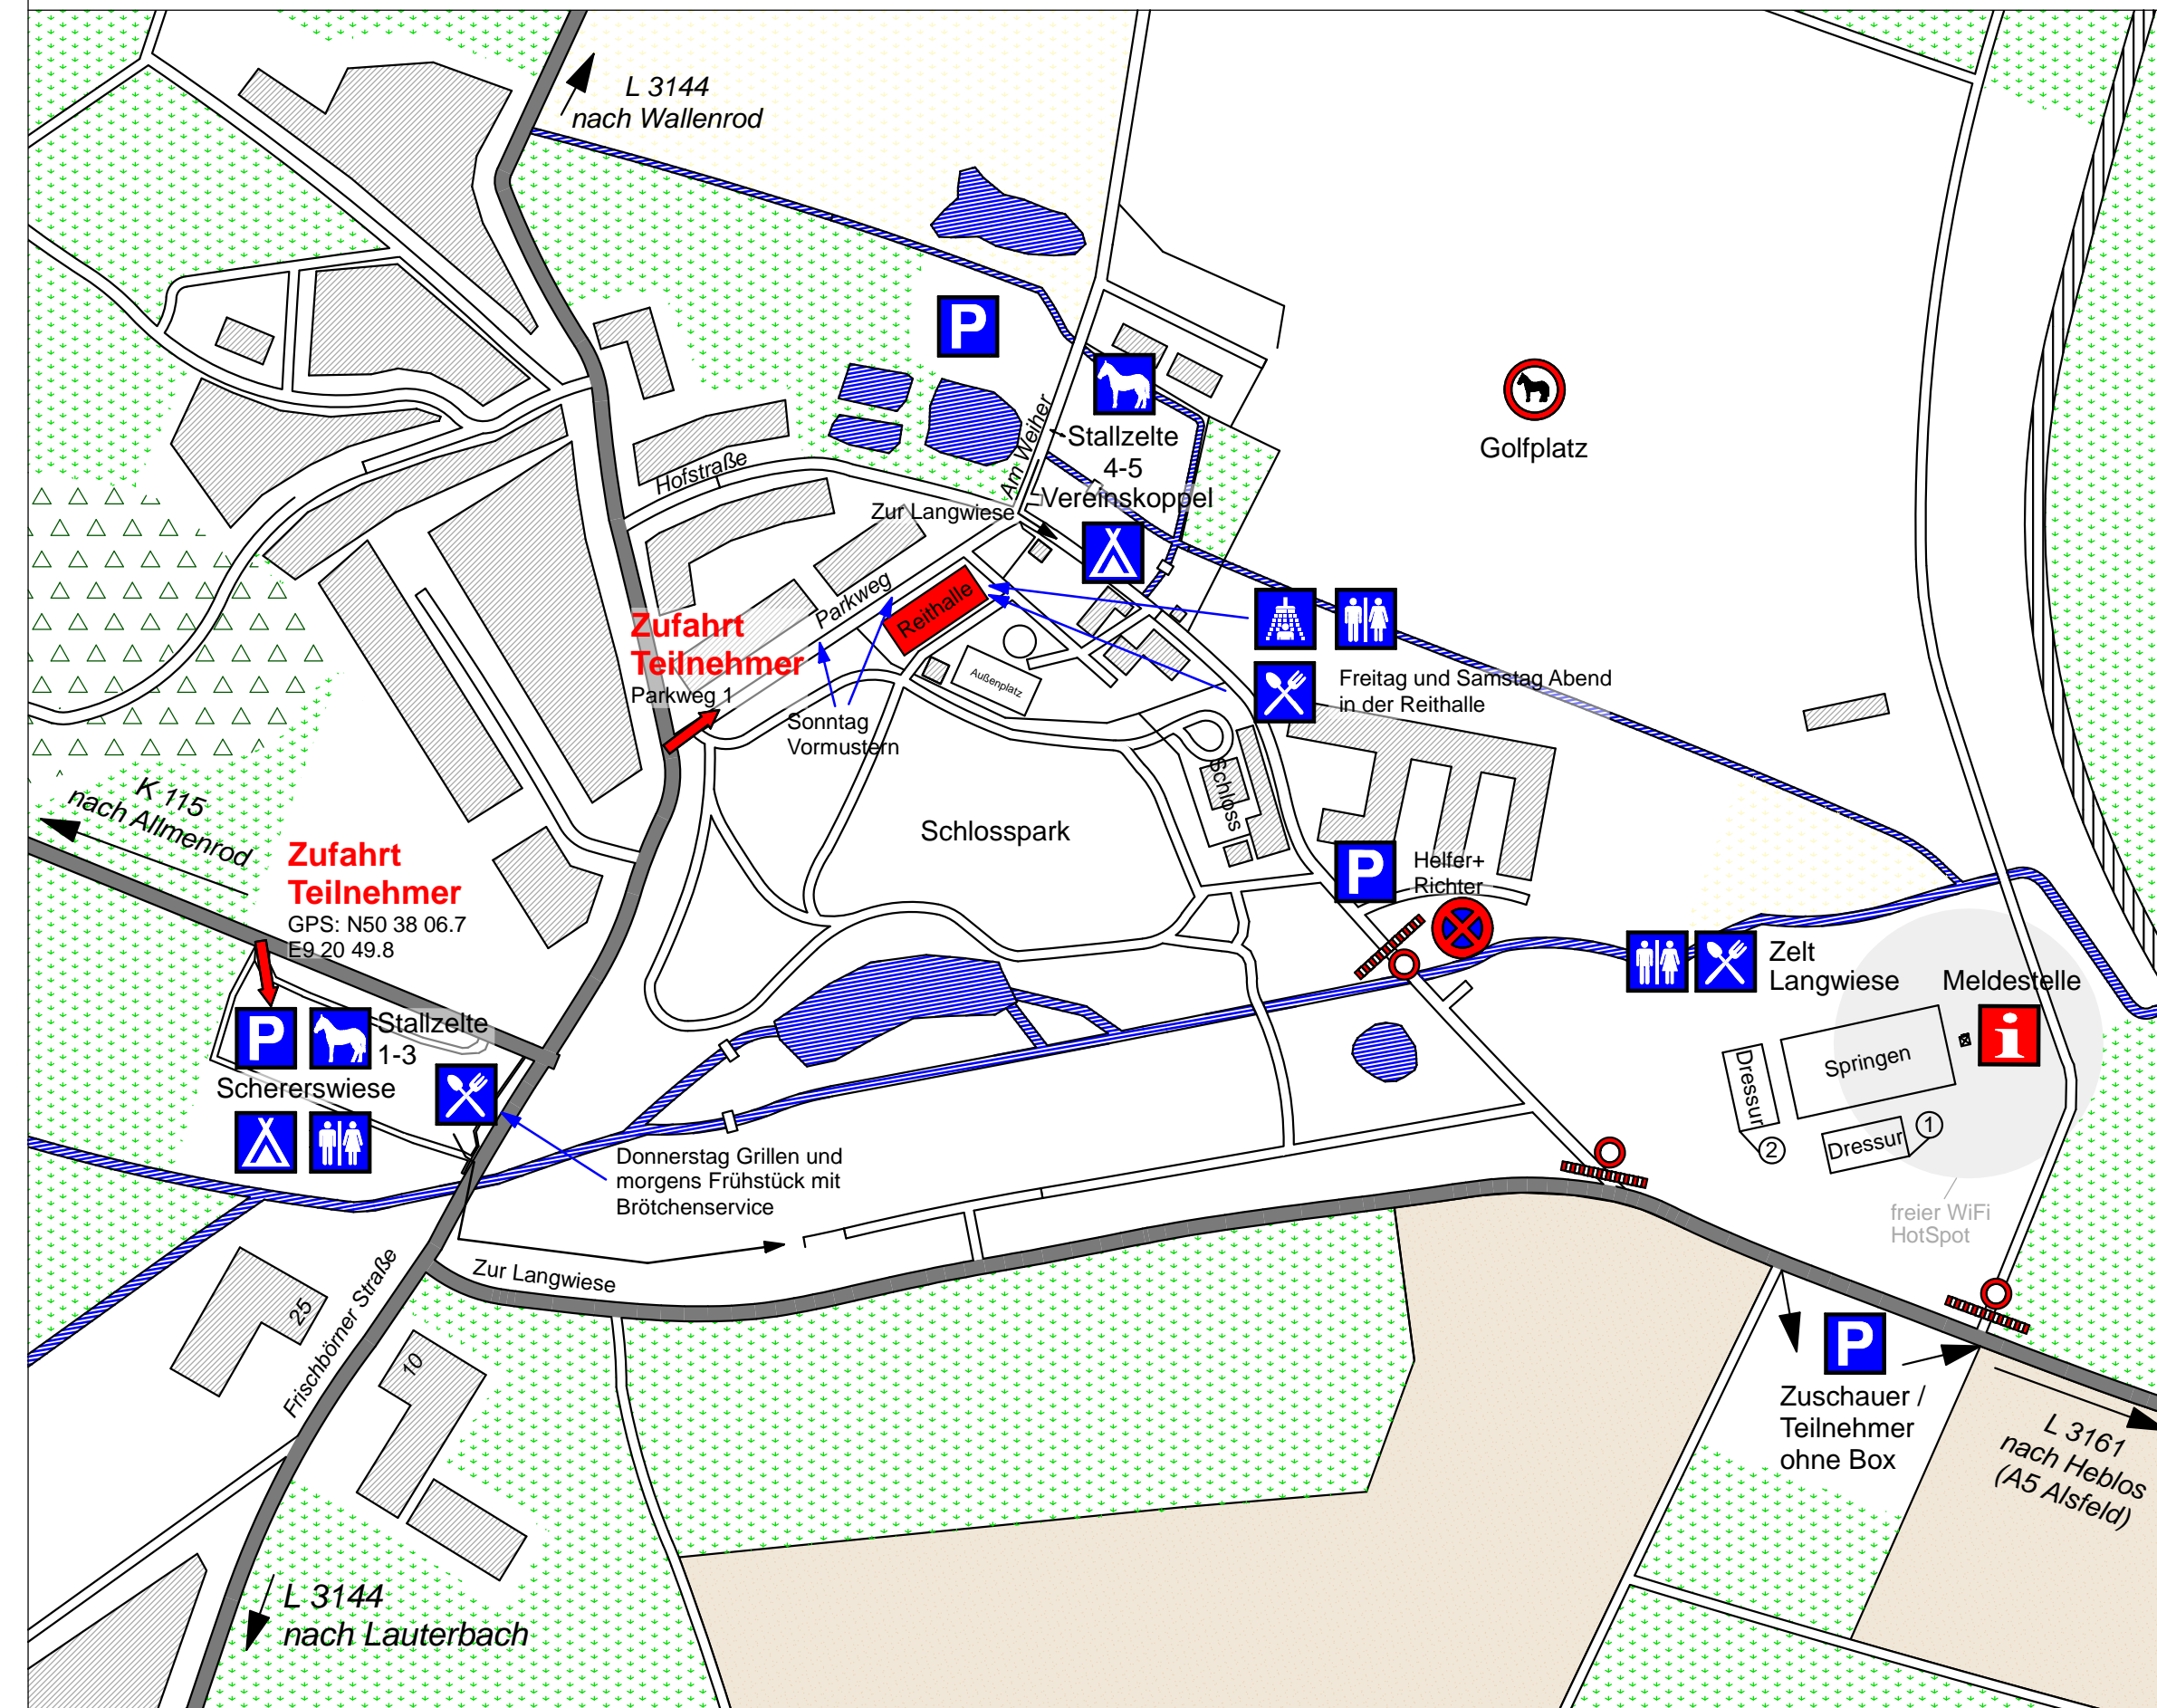 L 3144
nach Wallenrod
P
Am Weiher
Stallzelte
4-5
Vereinskoppel
Golfplatz
Hofstraße
Zur Langwiese
Parkweg
Reithalle
Außenplatz
Zufahrt
Teilnehmer
Parkweg 1
Sonntag
Vormustern
Freitag und Samstag Abend
in der Reithalle
Schloss
Schlosspark
K 115
nach Allmenrod
Zufahrt
Teilnehmer
GPS: N50 38 06.7
E9 20 49.8
P
Helfer+
Richter
Zelt
Langwiese
Meldestelle
i
P
Stallzelte
1-3
Schererswiese
Springen
Dressur
2
Dressur
1
Donnerstag Grillen und
morgens Frühstück mit
Brötchenservice
freier WiFi
HotSpot
Zur Langwiese
Frischbörner Straße
25
10
P
Zuschauer /
Teilnehmer
ohne Box
L 3161
nach Heblos
(A5 Alsfeld)
L 3144
nach Lauterbach